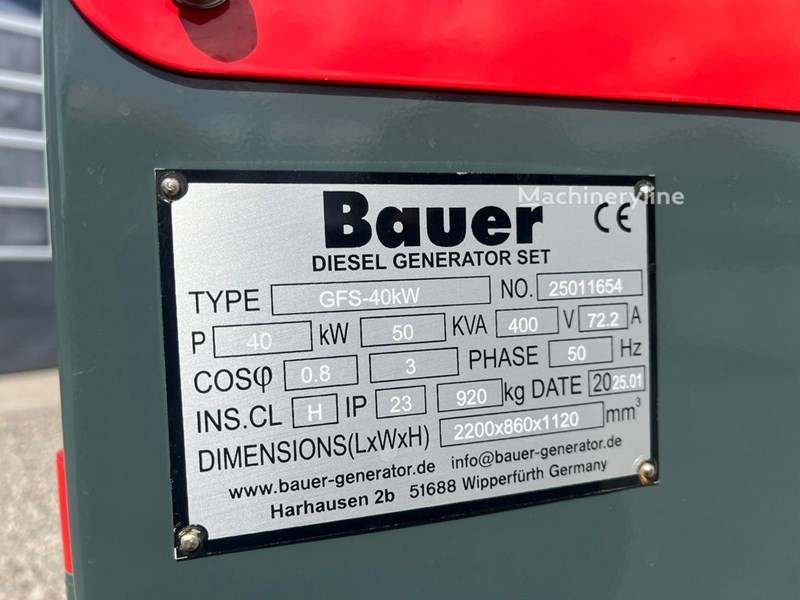 Machineryline
Bauer CE
DIESEL GENERATOR SET
TYPE GFS-40kW NO. 25011654
P 40 kW 50 KVA 400 V 72.2 A
COSφ 0.8 3 PHASE 50 Hz
INS.CL H IP 23 920 kg DATE 2025.01
DIMENSIONS(LxWxH) 2200x860x1120 mm³
www.bauer-generator.de info@bauer-generator.de
Harhausen 2b 51688 Wipperfürth Germany